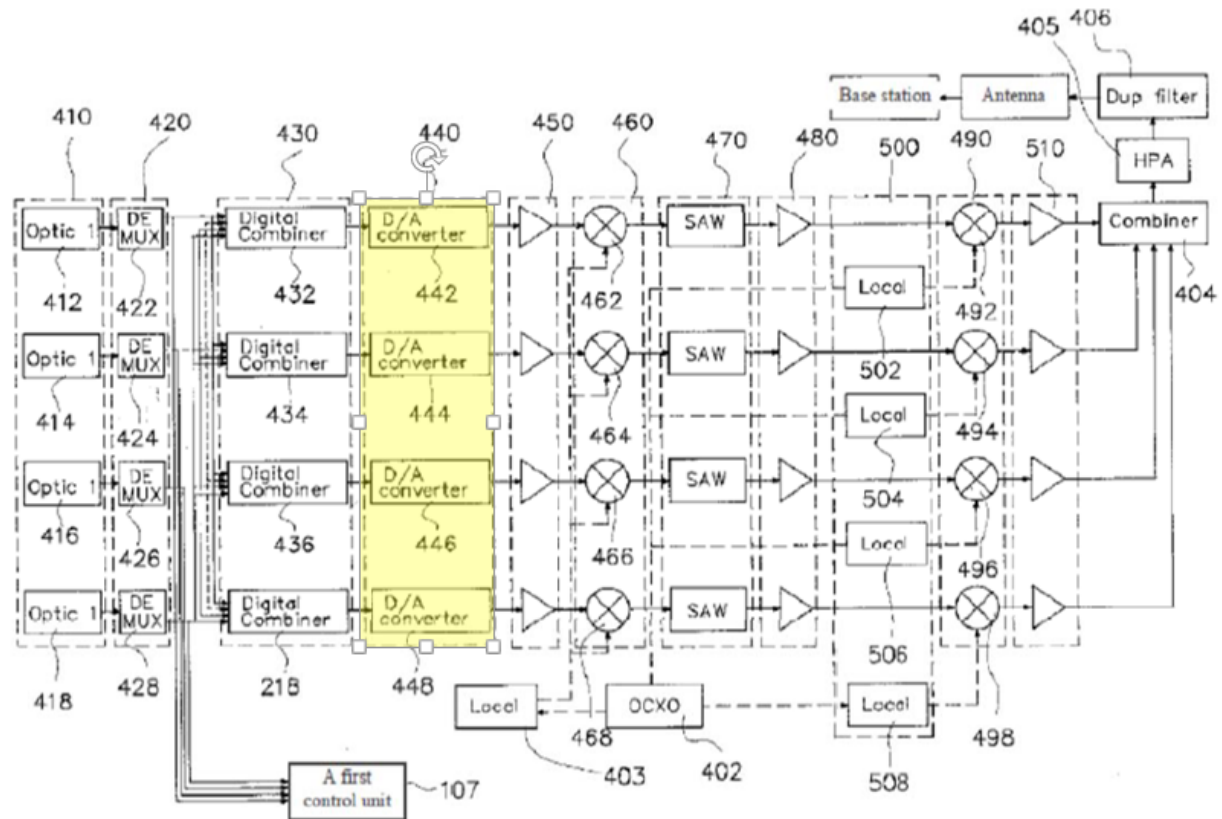 405
406
Base station
Antenna
Dup filter
410
420
430
440
450
460
470
480
500
490
510
HPA
Optic 1
DE
MUX
Digital
Combiner
D/A
converter
SAW
Combiner
412
422
432
442
462
Local
492
404
502
Optic 1
DE
MUX
Digital
Combiner
D/A
converter
SAW
414
424
434
444
464
Local
494
504
Optic 1
DE
MUX
Digital
Combiner
D/A
converter
SAW
416
426
436
446
466
Local
496
506
Optic 1
DE
MUX
Digital
Combiner
D/A
converter
SAW
418
428
218
448
468
Local
OCXO
Local
498
403
402
508
A first
control unit
107